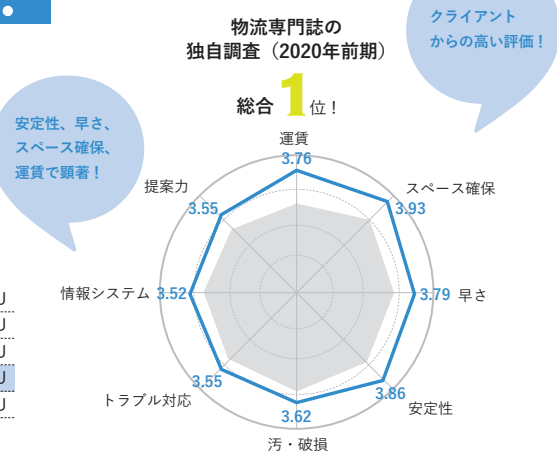 クライアント
からの高い評価！
物流専門誌の
独自調査（2020年前期）
総合1位！
安定性、早さ、
スペース確保、
運賃で顕著！
運賃
3.76
スペース確保
3.93
早さ
3.79
安定性
3.86
汚・破損
3.62
トラブル対応
3.55
情報システム
3.52
提案力
3.55